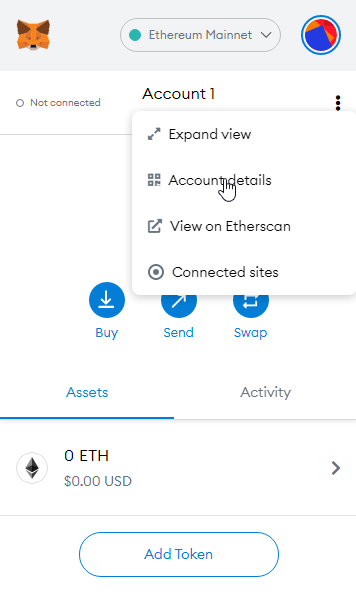 Ethereum Mainnet
Not connected
Account 1
Expand view
Account details
View on Etherscan
Connected sites
Buy
Send
Swap
Assets
Activity
0 ETH
$0.00 USD
Add Token